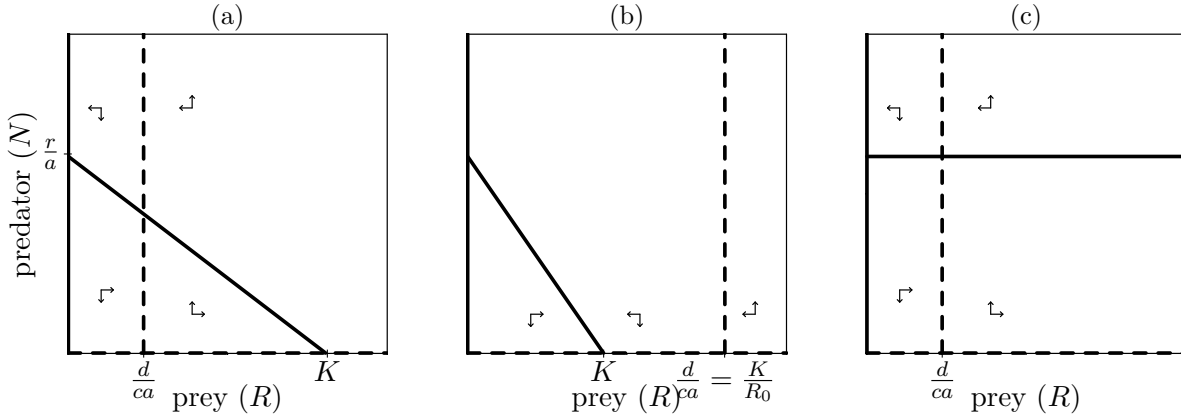 (a)
(b)
(c)
predator (N)
r/a
d/ca
K
prey (R)
K
d/ca = K/R₀
prey (R)
d/ca
prey (R)